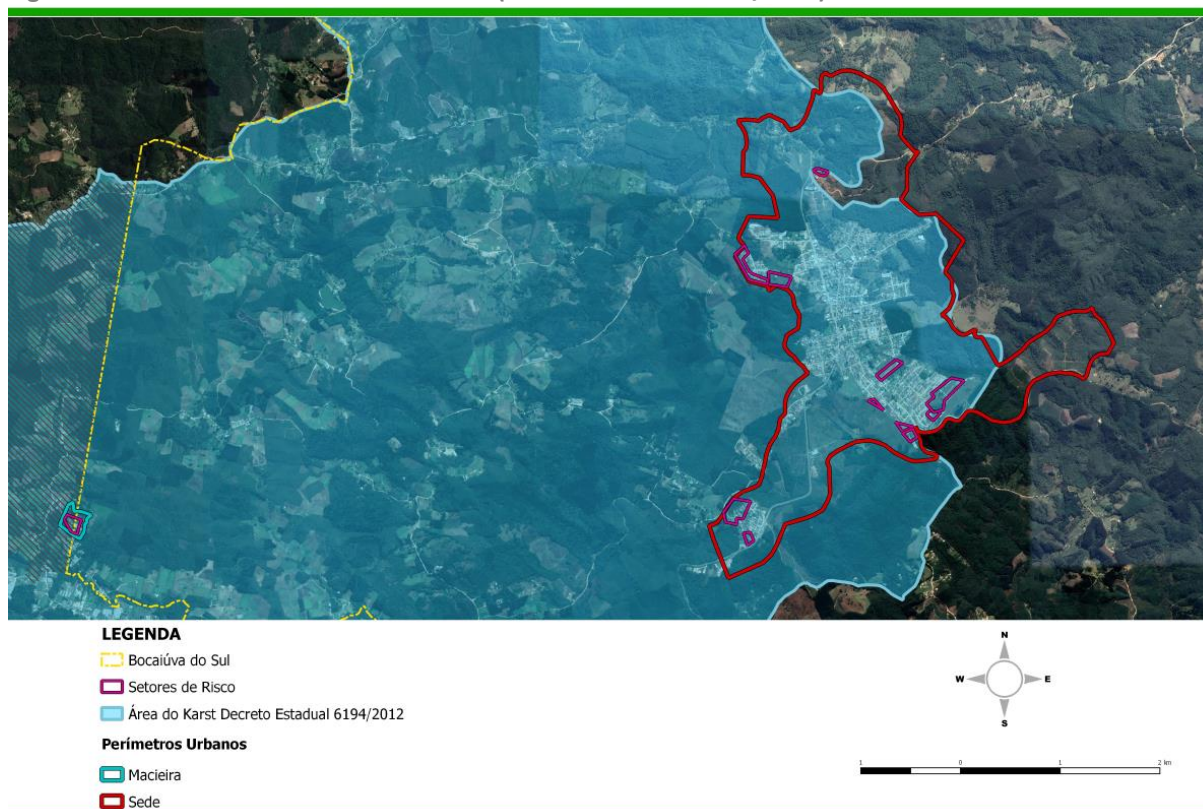 LEGENDA
Bocaiúva do Sul
Setores de Risco
Área do Karst Decreto Estadual 6194/2012
Perímetros Urbanos
Macieira
Sede
N
W E
S
1 0 1 2 km